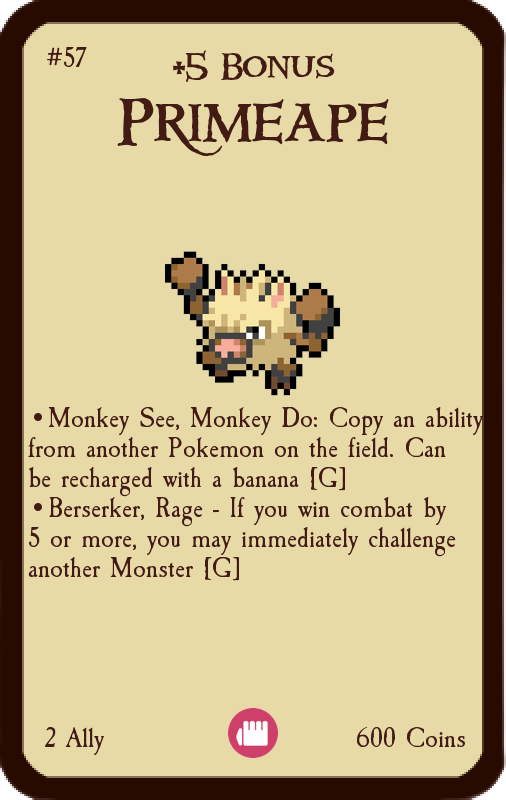 #57
+5 Bonus
Primeape
•Monkey See, Monkey Do: Copy an ability
from another Pokemon on the field. Can
be recharged with a banana [G]
•Berserker, Rage - If you win combat by
5 or more, you may immediately challenge
another Monster [G]
2 Ally
600 Coins